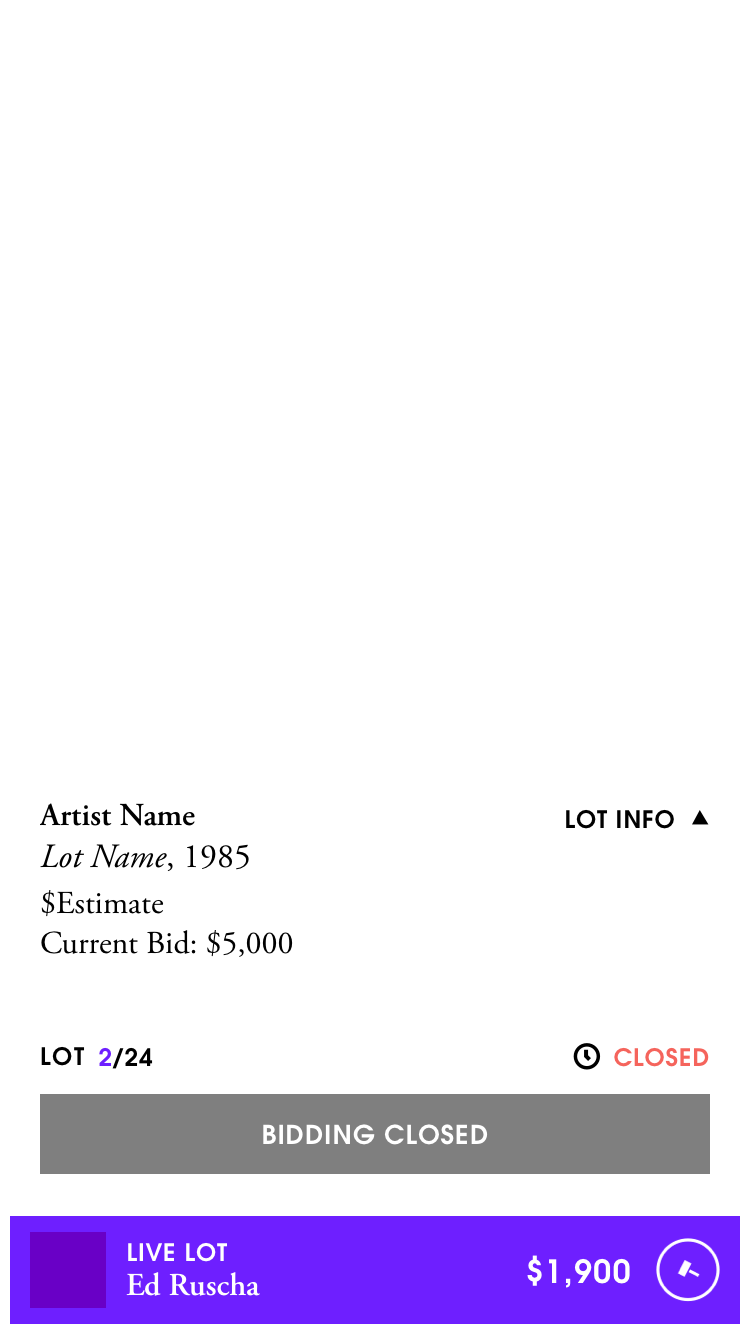 Artist Name
LOT INFO ▲
Lot Name, 1985
$Estimate
Current Bid: $5,000
LOT 2/24
CLOSED
BIDDING CLOSED
LIVE LOT
Ed Ruscha
$1,900